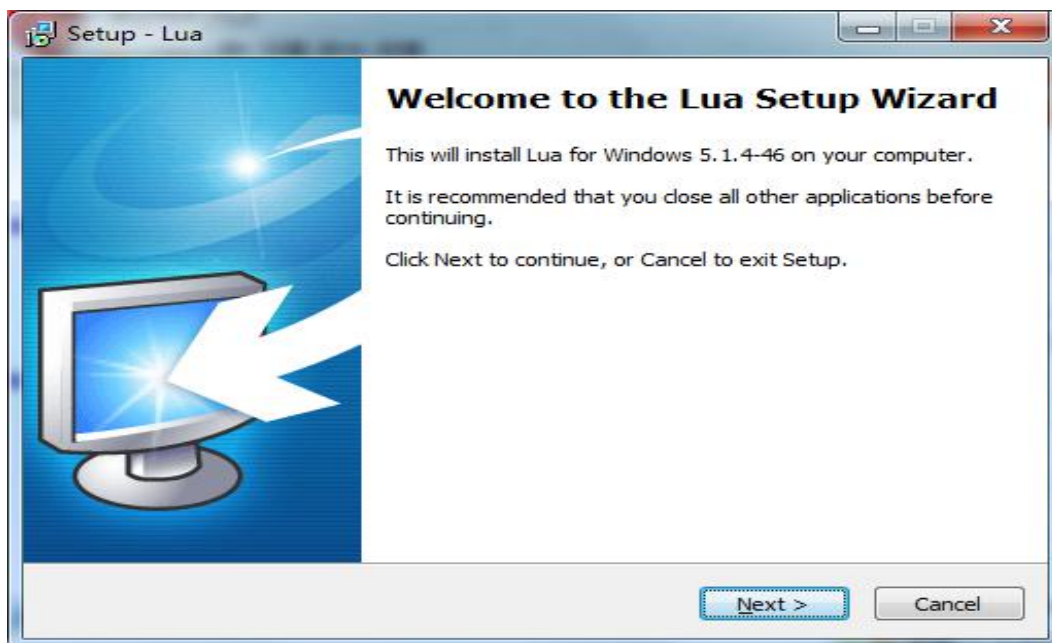 Setup - Lua
Welcome to the Lua Setup Wizard
This will install Lua for Windows 5.1.4-46 on your computer.
It is recommended that you close all other applications before
continuing.
Click Next to continue, or Cancel to exit Setup.
Next >
Cancel